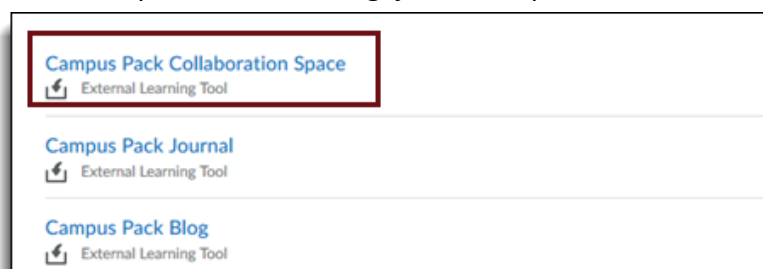 Campus Pack Collaboration Space
External Learning Tool
Campus Pack Journal
External Learning Tool
Campus Pack Blog
External Learning Tool